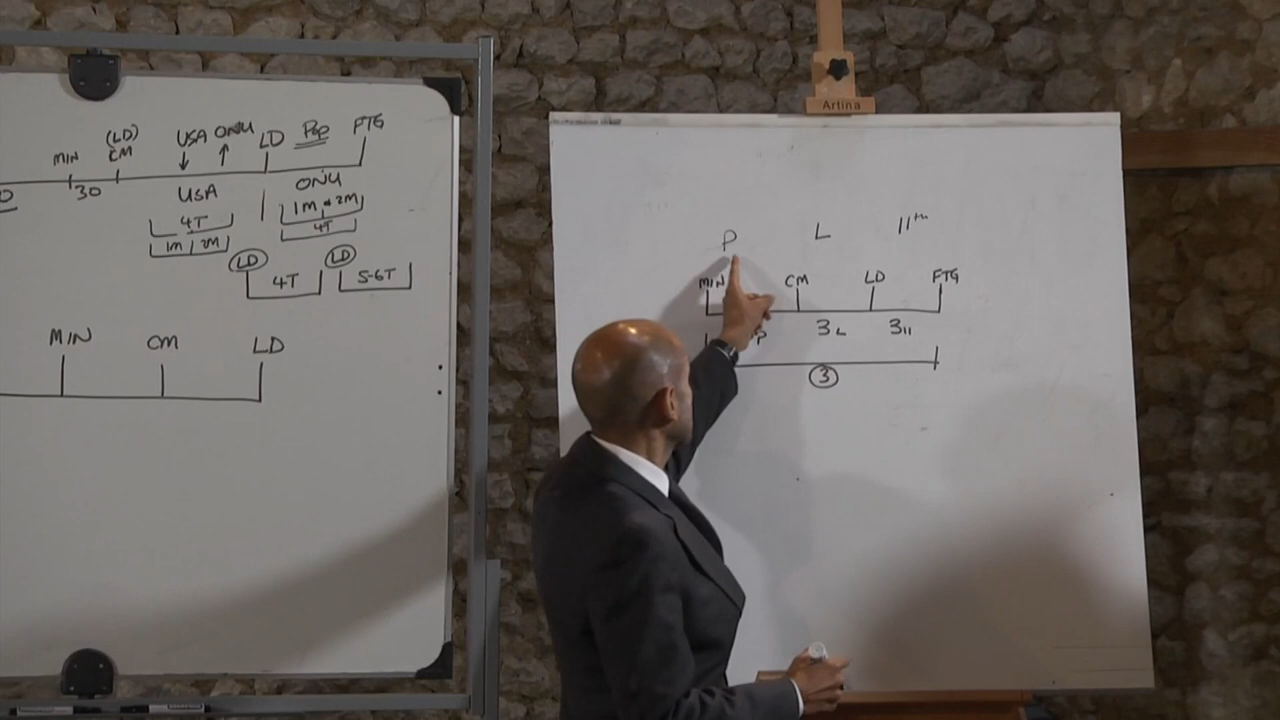 (LD)
MIN CM USA ONU LD Pop FTG
30
USA ONU
4T 1M & 2M
1M 2M 4T
LD LD
4T 5-6T
MIN CM LD
Artina
P L 11th
MIN CM LD FTG
P 3L 311
3